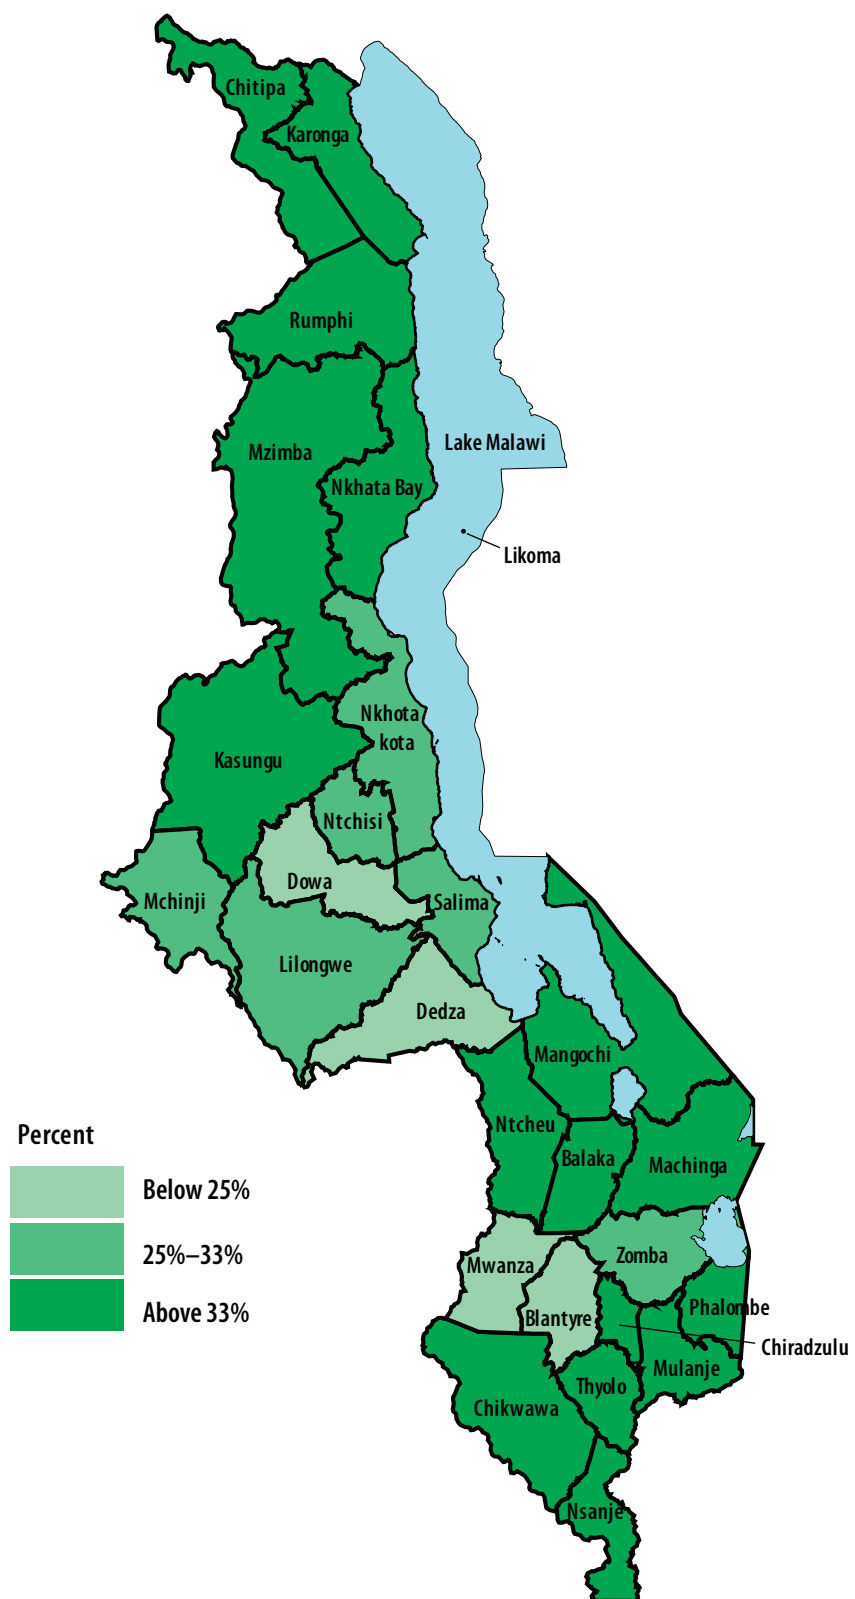 Chitipa
Karonga
Rumphi
Lake Malawi
Mzimba
Nkhata Bay
Likoma
Nkhota
kota
Kasungu
Ntchisi
Dowa
Mchinji
Salima
Lilongwe
Dedza
Mangochi
Ntcheu
Percent
Balaka
Machinga
Below 25%
25%–33%
Zomba
Mwanza
Above 33%
Phalombe
Blantyre
Chiradzulu
Mulanje
Thyolo
Chikwawa
Nsanje